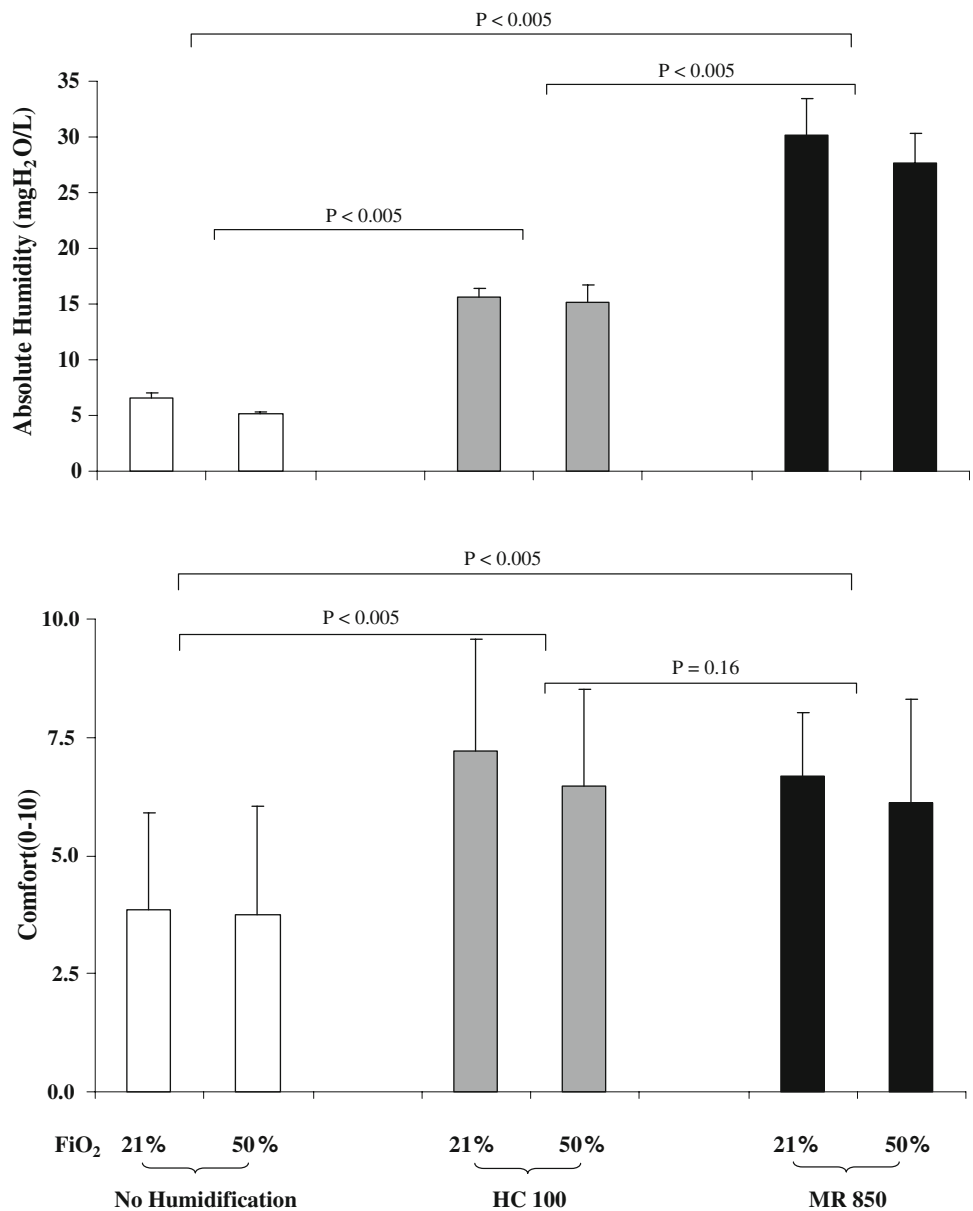 P < 0.005
P < 0.005
P < 0.005
Absolute Humidity (mgH₂O/L)
35
30
25
20
15
10
5
0
P < 0.005
P < 0.005
P = 0.16
Comfort(0-10)
10.0
7.5
5.0
2.5
0.0
FiO₂ 21% 50% 21% 50% 21% 50%
No Humidification HC 100 MR 850